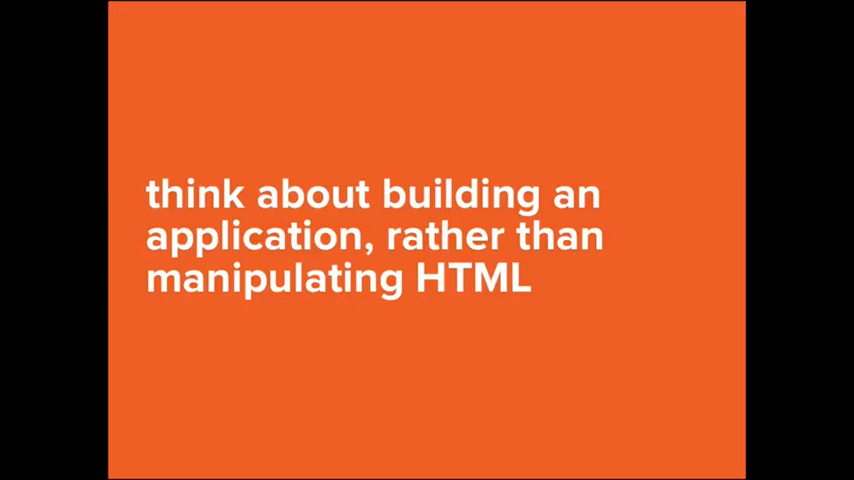 think about building an
application, rather than
manipulating HTML